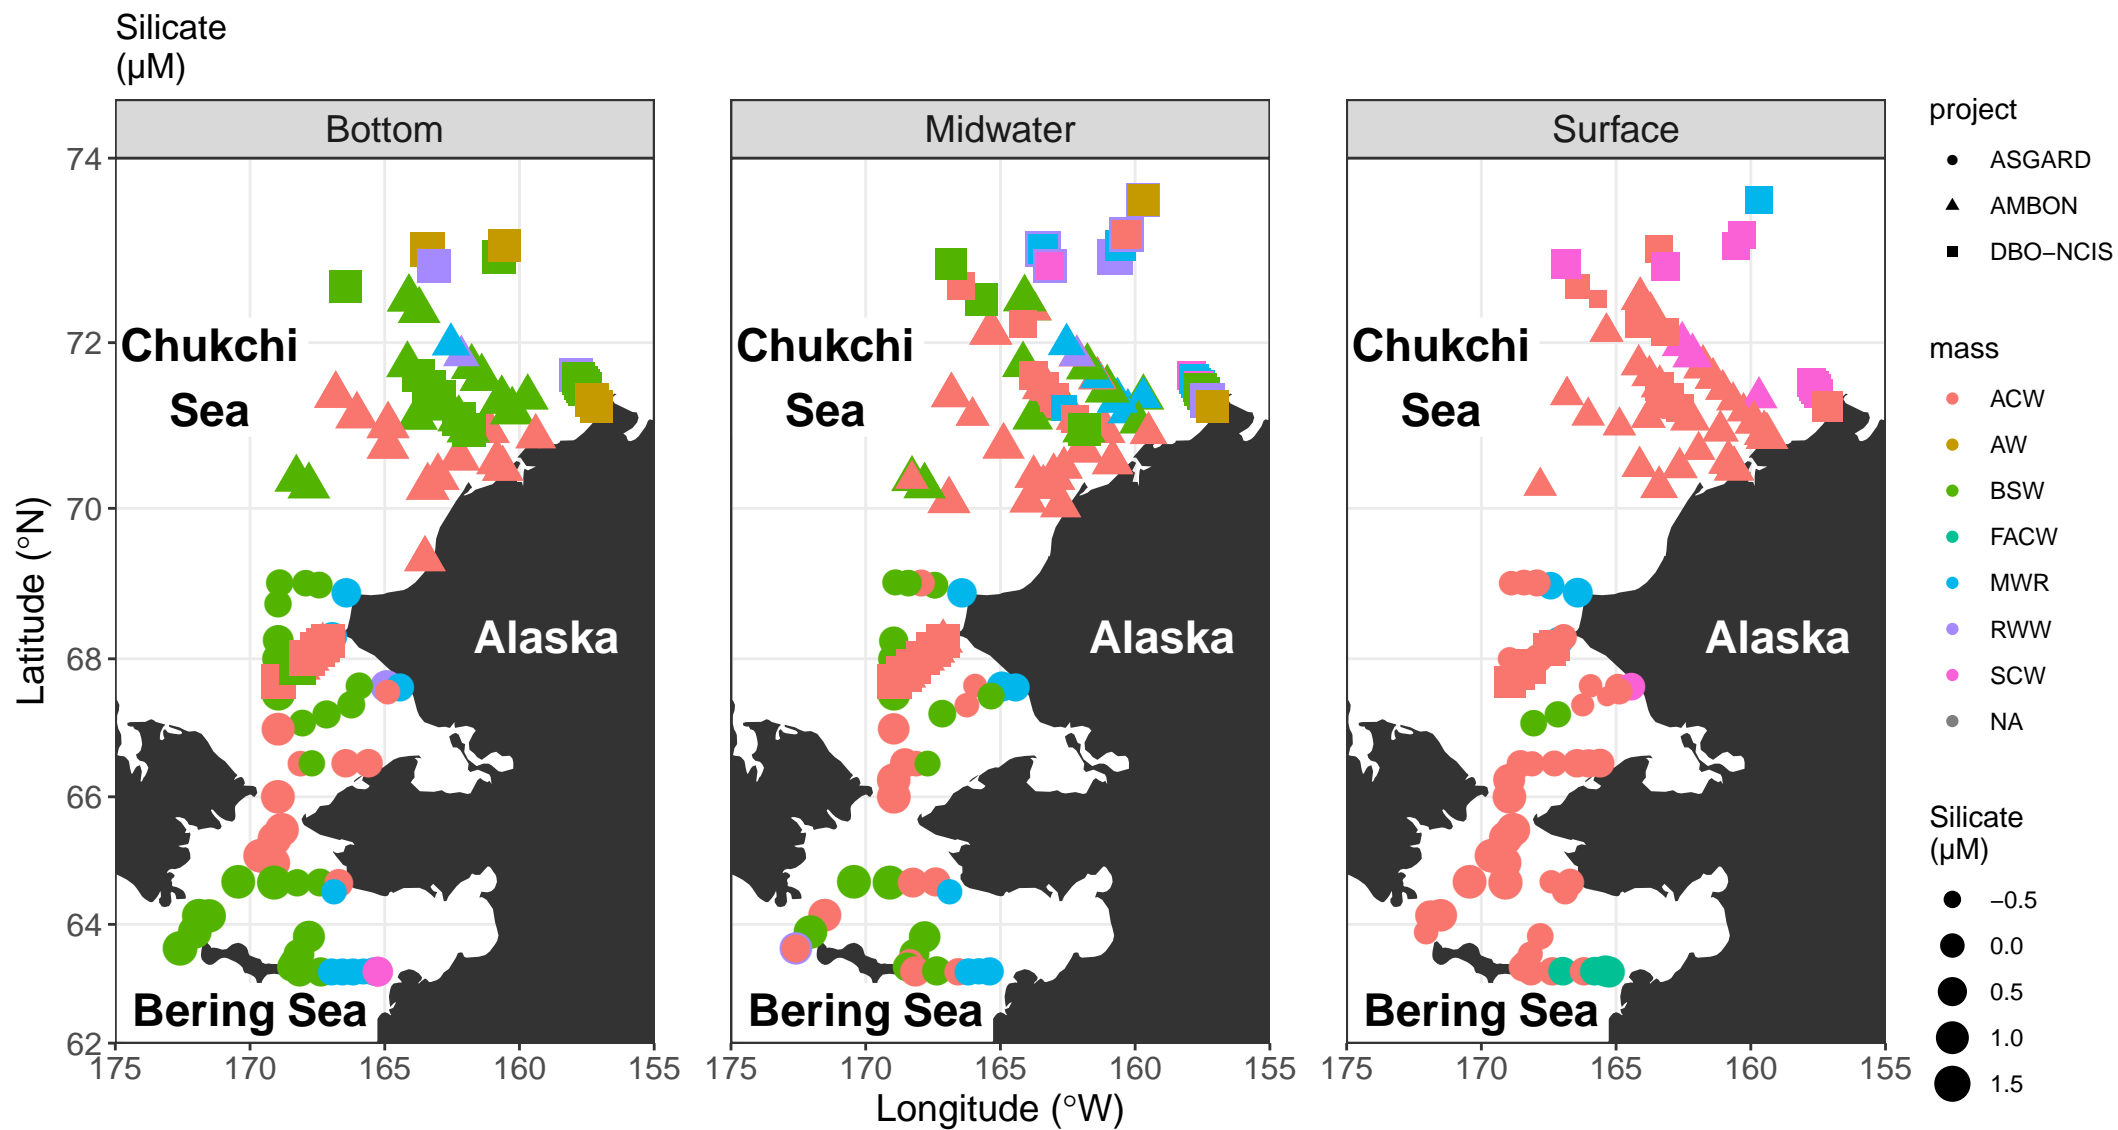 Silicate
(µM)
Bottom
Midwater
Surface
74
72
70
68
66
64
62
Latitude (°N)
Chukchi
Sea
Alaska
Bering Sea
Chukchi
Sea
Alaska
Bering Sea
Chukchi
Sea
Alaska
Bering Sea
175 170 165 160 155
175 170 165 160 155
175 170 165 160 155
Longitude (°W)
project
ASGARD
AMBON
DBO−NCIS
mass
ACW
AW
BSW
FACW
MWR
RWW
SCW
NA
Silicate
(µM)
−0.5
0.0
0.5
1.0
1.5